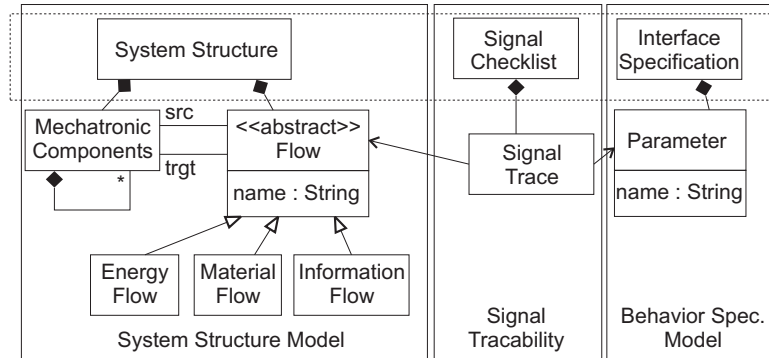 System Structure
Signal
Checklist
Interface
Specification
Mechatronic
Components
src
trgt
*
<<abstract>>
Flow
name : String
Signal
Trace
Parameter
name : String
Energy
Flow
Material
Flow
Information
Flow
System Structure Model
Signal
Tracability
Behavior Spec.
Model